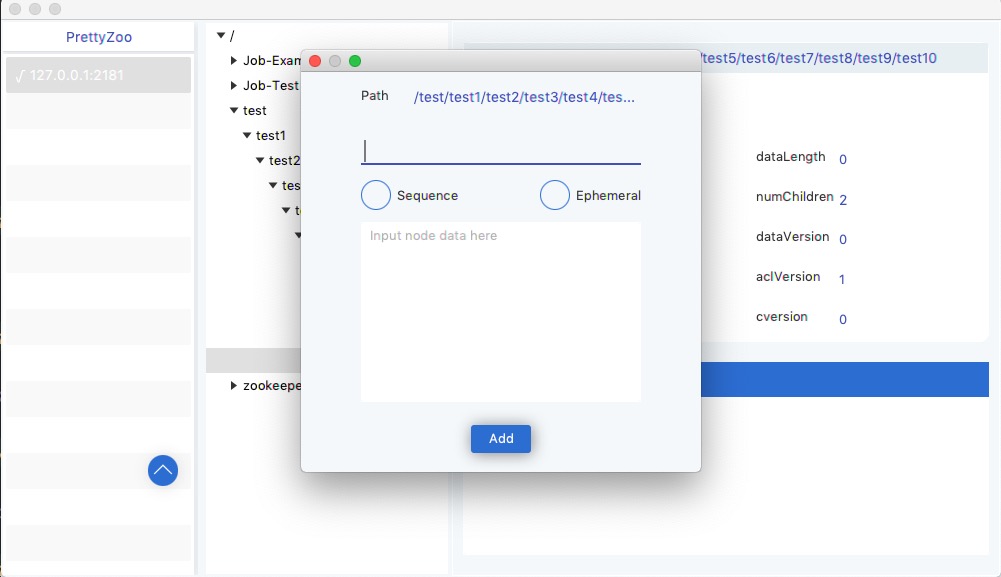 PrettyZoo
√ 127.0.0.1:2181
/
Job-Exam
Job-Test
test
test1
test2
tes
zookeepe
/test5/test6/test7/test8/test9/test10
dataLength 0
numChildren 2
dataVersion 0
aclVersion 1
cversion 0
Path /test/test1/test2/test3/test4/tes...
Sequence Ephemeral
Input node data here
Add